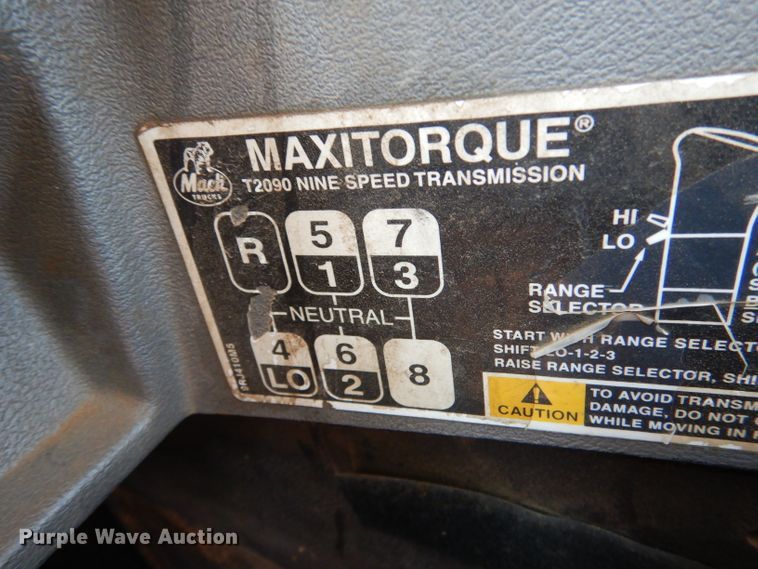 MAXITORQUE®
Mack
TRUCKS
T2090 NINE SPEED TRANSMISSION
R
5
7
1
3
NEUTRAL
4
6
8
LO
2
HI
LO
RANGE
SELECTOR
START WITH RANGE SELECTO
SHIFT LO-1-2-3
RAISE RANGE SELECTOR, SHI
CAUTION
TO AVOID TRANSM
DAMAGE, DO NOT
WHILE MOVING IN
Purple Wave Auction